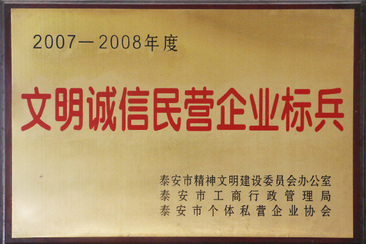 2007—2008年度
文明诚信民营企业标兵
泰安市精神文明建设委员会办公室
泰安市工商行政管理局
泰安市个体私营企业协会